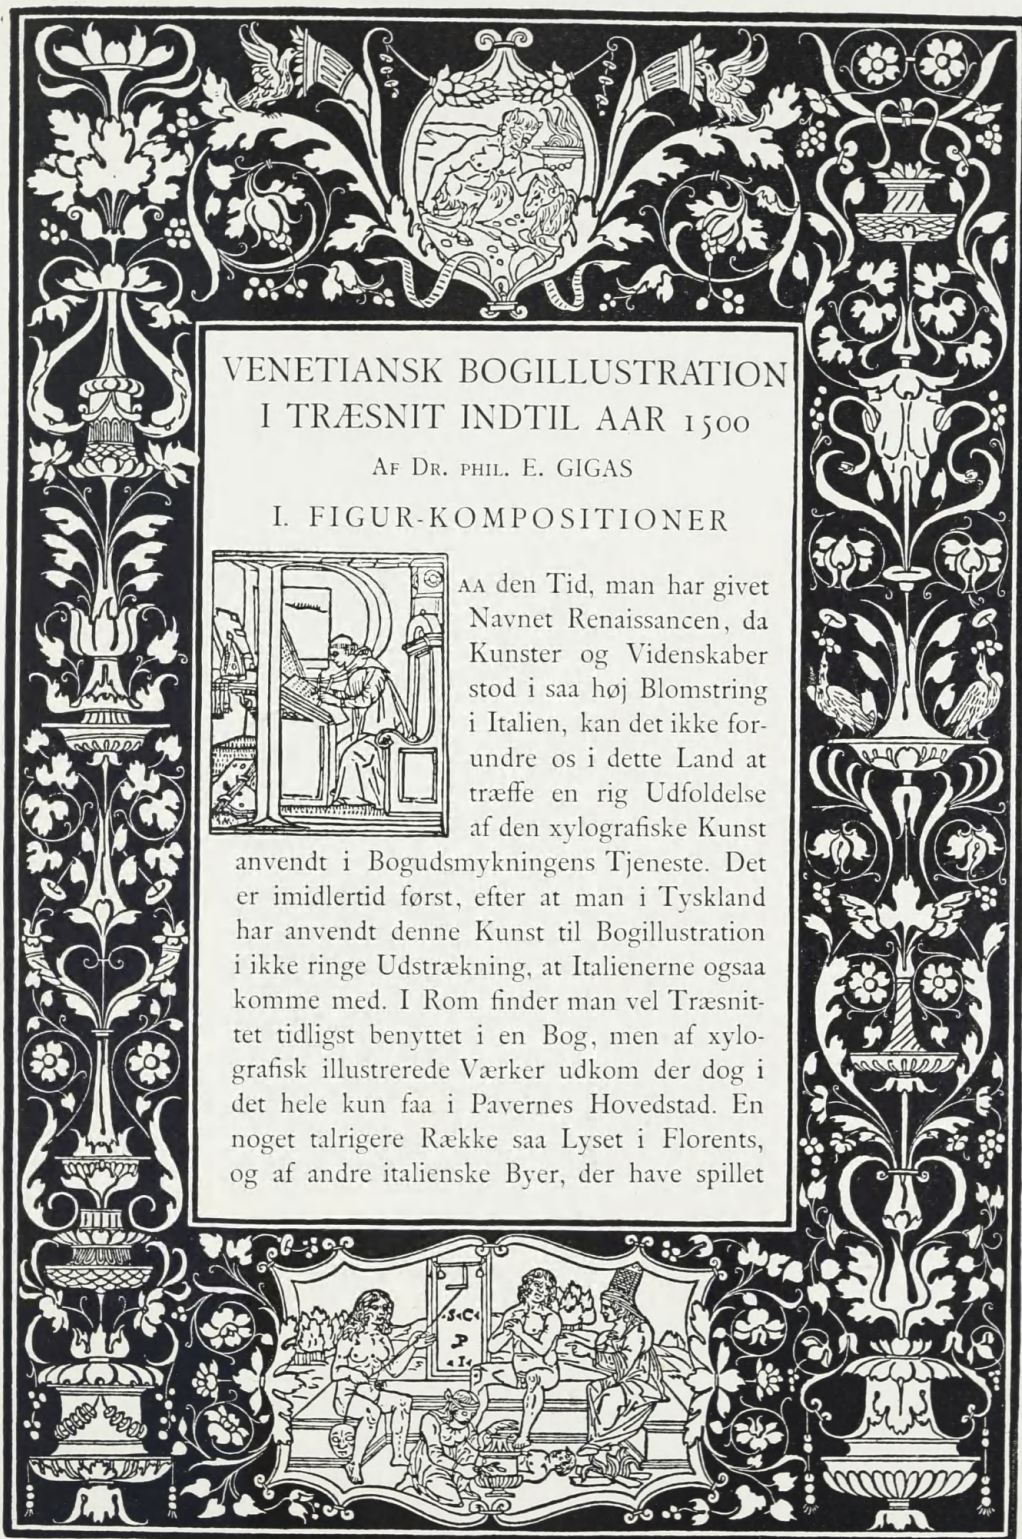 VENETIANSK BOGILLUSTRATION
I TRÆSNIT INDTIL AAR 1500
AF DR. PHIL. E. GIGAS
I. FIGUR-KOMPOSITIONER
PAA den Tid, man har givet
Navnet Renaissancen, da
Kunster og Videnskaber
stod i saa høj Blomstring
i Italien, kan det ikke for-
undre os i dette Land at
træffe en rig Udfoldelse
af den xylografiske Kunst
anvendt i Bogudsmykningens Tjeneste. Det
er imidlertid først, efter at man i Tyskland
har anvendt denne Kunst til Bogillustration
i ikke ringe Udstrækning, at Italienerne ogsaa
komme med. I Rom finder man vel Træsnit-
tet tidligst benyttet i en Bog, men af xylo-
grafisk illustrerede Værker udkom der dog i
det hele kun faa i Pavernes Hovedstad. En
noget talrigere Række saa Lyset i Florents,
og af andre italienske Byer, der have spillet